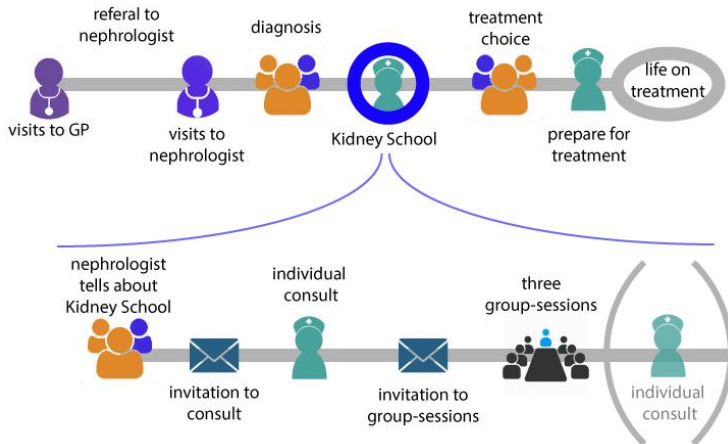 referal to
nephrologist
diagnosis
treatment
choice
life on
treatment
visits to GP
visits to
nephrologist
Kidney School
prepare for
treatment
nephrologist
tells about
Kidney School
individual
consult
three
group-sessions
invitation to
consult
invitation to
group-sessions
individual
consult